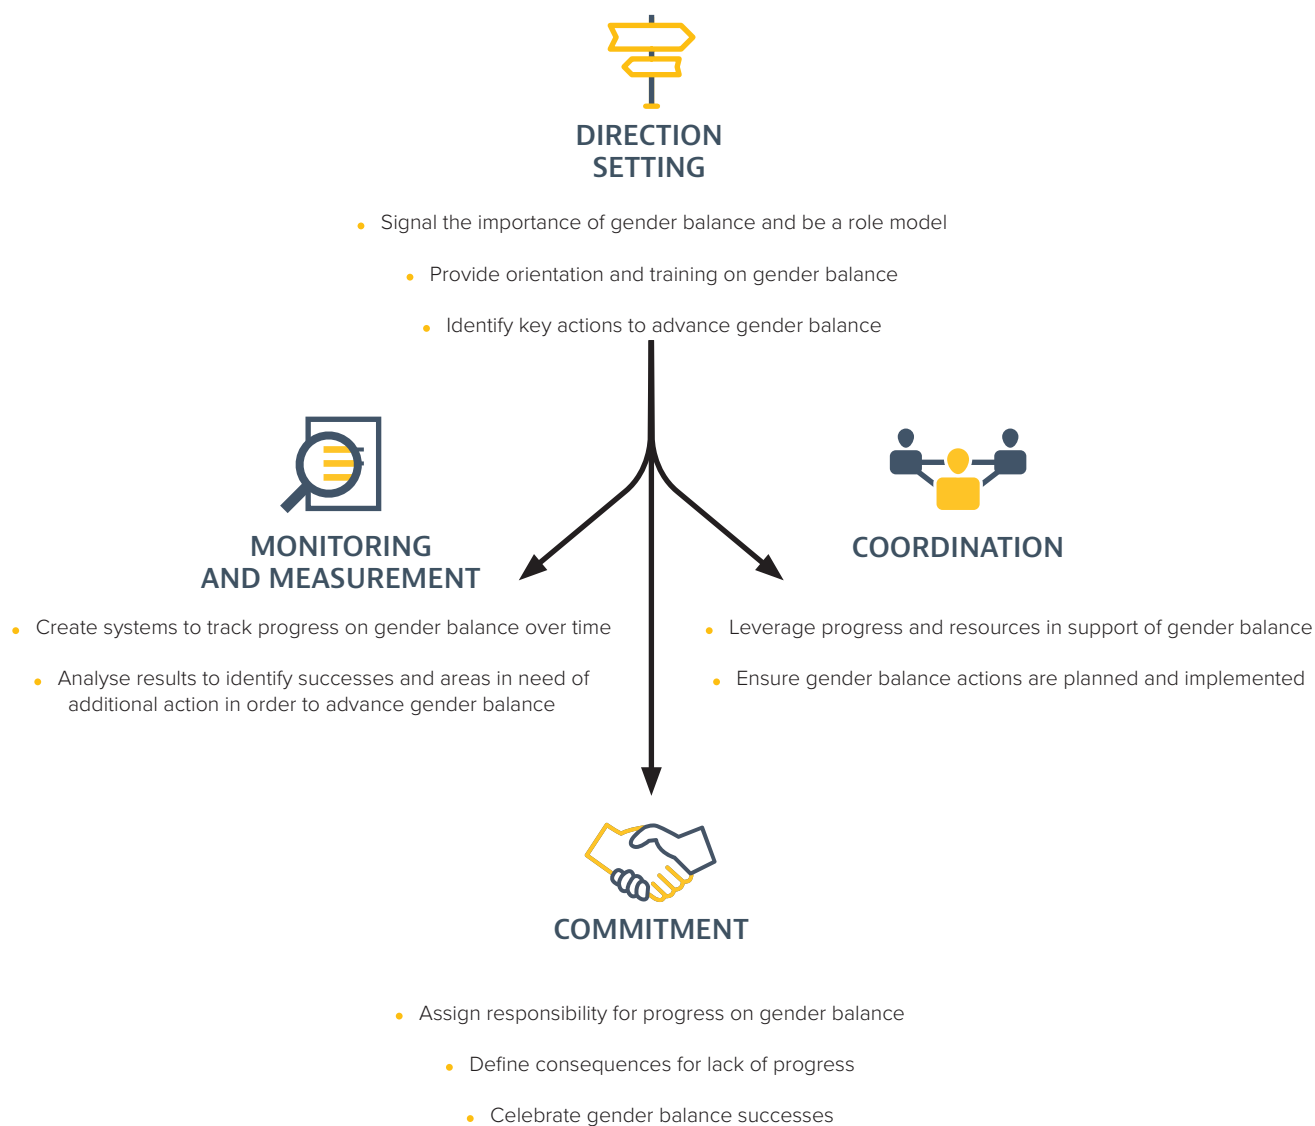 DIRECTION
SETTING
• Signal the importance of gender balance and be a role model
• Provide orientation and training on gender balance
• Identify key actions to advance gender balance
MONITORING
AND MEASUREMENT
• Create systems to track progress on gender balance over time
• Analyse results to identify successes and areas in need of
additional action in order to advance gender balance
COORDINATION
• Leverage progress and resources in support of gender balance
• Ensure gender balance actions are planned and implemented
COMMITMENT
• Assign responsibility for progress on gender balance
• Define consequences for lack of progress
• Celebrate gender balance successes